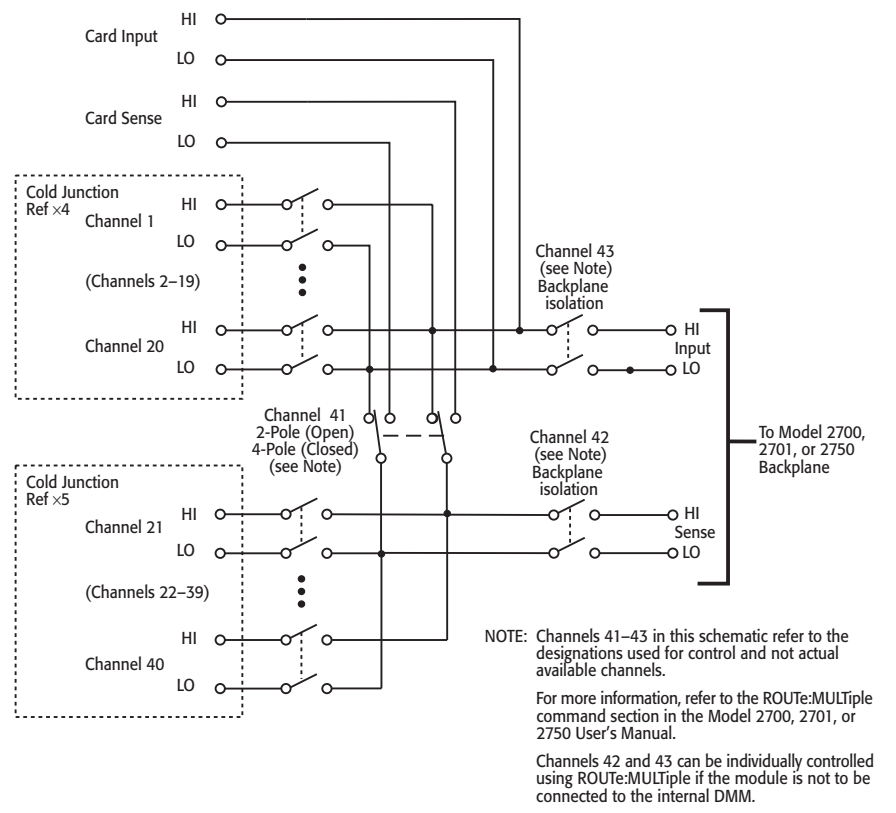 HI
Card Input
LO
HI
Card Sense
LO
Cold Junction
Ref ×4
HI
Channel 1
LO
(Channels 2–19)
HI
Channel 20
LO
Channel 43
(see Note)
Backplane
isolation
HI
Input
LO
Channel 41
2-Pole (Open)
4-Pole (Closed)
(see Note)
Channel 42
(see Note)
Backplane
isolation
To Model 2700,
2701, or 2750
Backplane
Cold Junction
Ref ×5
HI
Channel 21
LO
(Channels 22–39)
HI
Channel 40
LO
HI
Sense
LO
NOTE: Channels 41–43 in this schematic refer to the
designations used for control and not actual
available channels.
For more information, refer to the ROUTe:MULTiple
command section in the Model 2700, 2701, or
2750 User's Manual.
Channels 42 and 43 can be individually controlled
using ROUTe:MULTiple if the module is not to be
connected to the internal DMM.